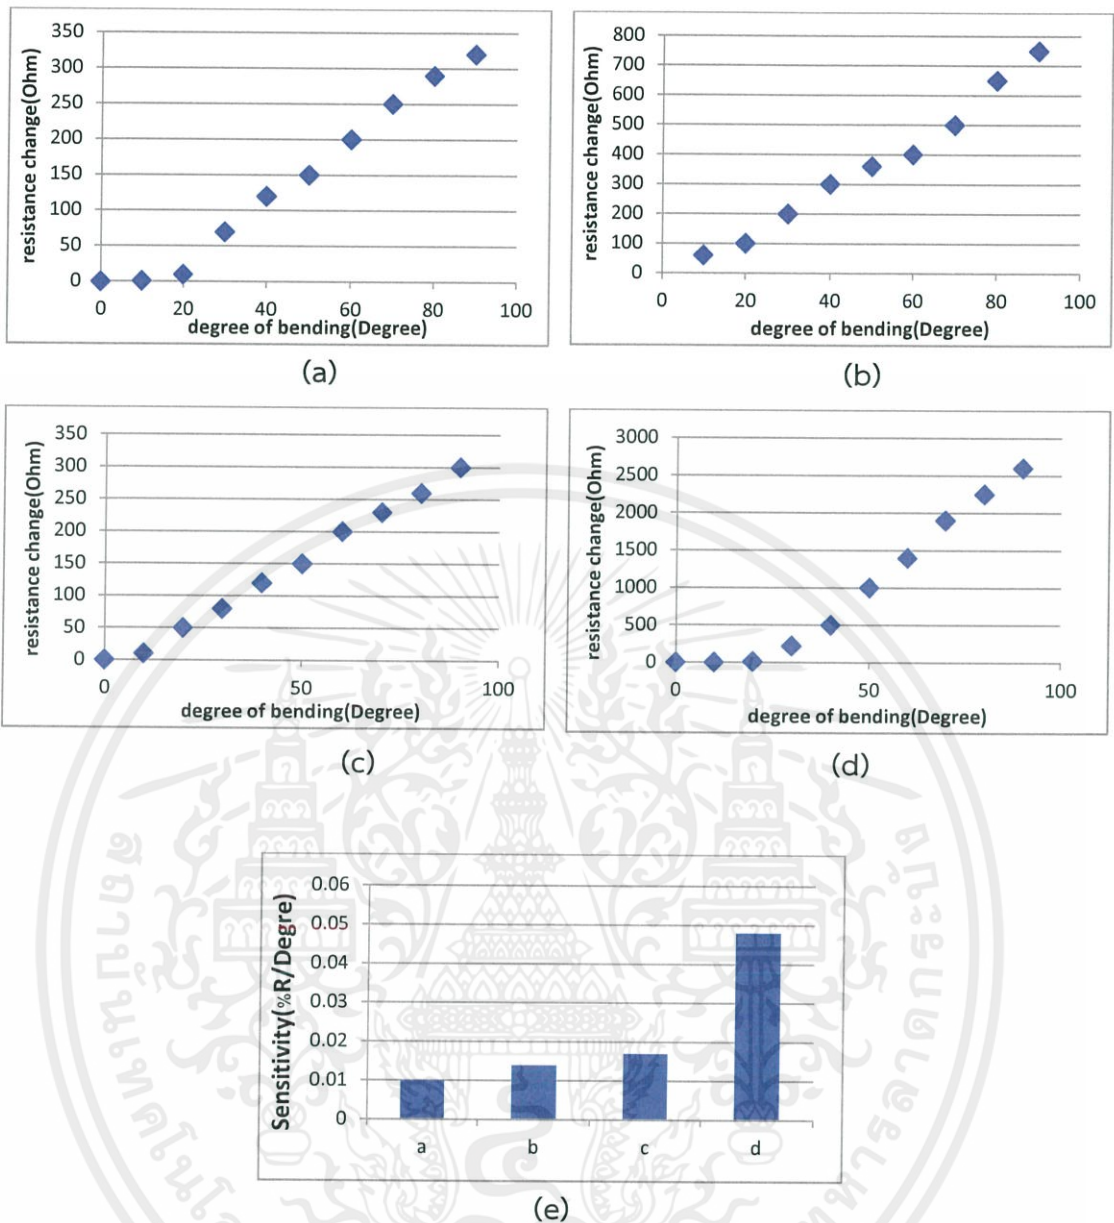 350
300
250
200
150
100
50
0
resistance change(Ohm)
0 20 40 60 80 100
degree of bending(Degree)
(a)
800
700
600
500
400
300
200
100
0
resistance change(Ohm)
0 20 40 60 80 100
degree of bending(Degree)
(b)
350
300
250
200
150
100
50
0
resistance change(Ohm)
0 50 100
degree of bending(Degree)
(c)
3000
2500
2000
1500
1000
500
0
resistance change(Ohm)
0 50 100
degree of bending(Degree)
(d)
0.06
0.05
0.04
0.03
0.02
0.01
0
Sensitivity(%R/Degre)
a b c d
(e)